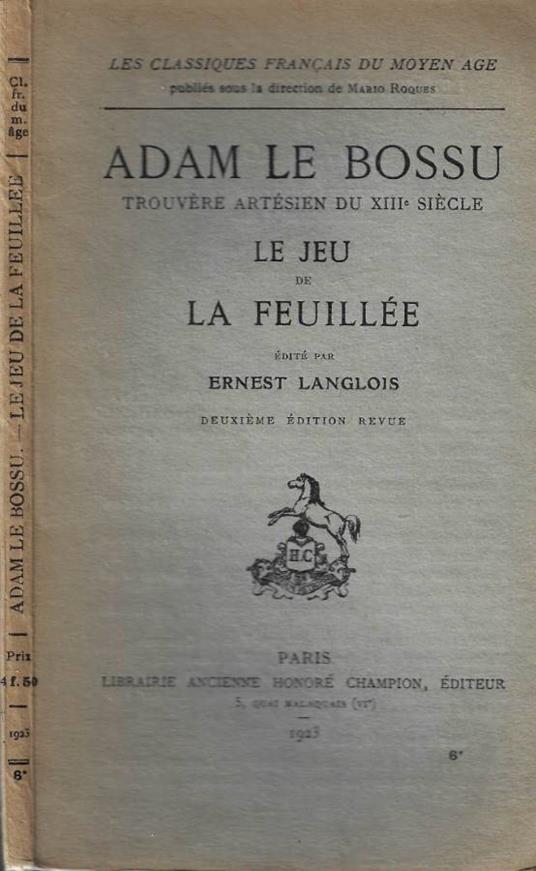 LES CLASSIQUES FRANÇAIS DU MOYEN AGE
publiés sous la direction de MARIO ROQUES
ADAM LE BOSSU
TROUVÈRE ARTÉSIEN DU XIIIe SIÈCLE
LE JEU
DE
LA FEUILLÉE
ÉDITÉ PAR
ERNEST LANGLOIS
DEUXIÈME ÉDITION REVUE
H.C
PARIS
LIBRAIRIE ANCIENNE HONORÉ CHAMPION, ÉDITEUR
5, QUAI MALAQUAIS (VIe)
1923
6*
Cl.
fr.
du
m.
âge
ADAM LE BOSSU. — LE JEU DE LA FEUILLÉE
Prix
4 f. 50
1923
6*